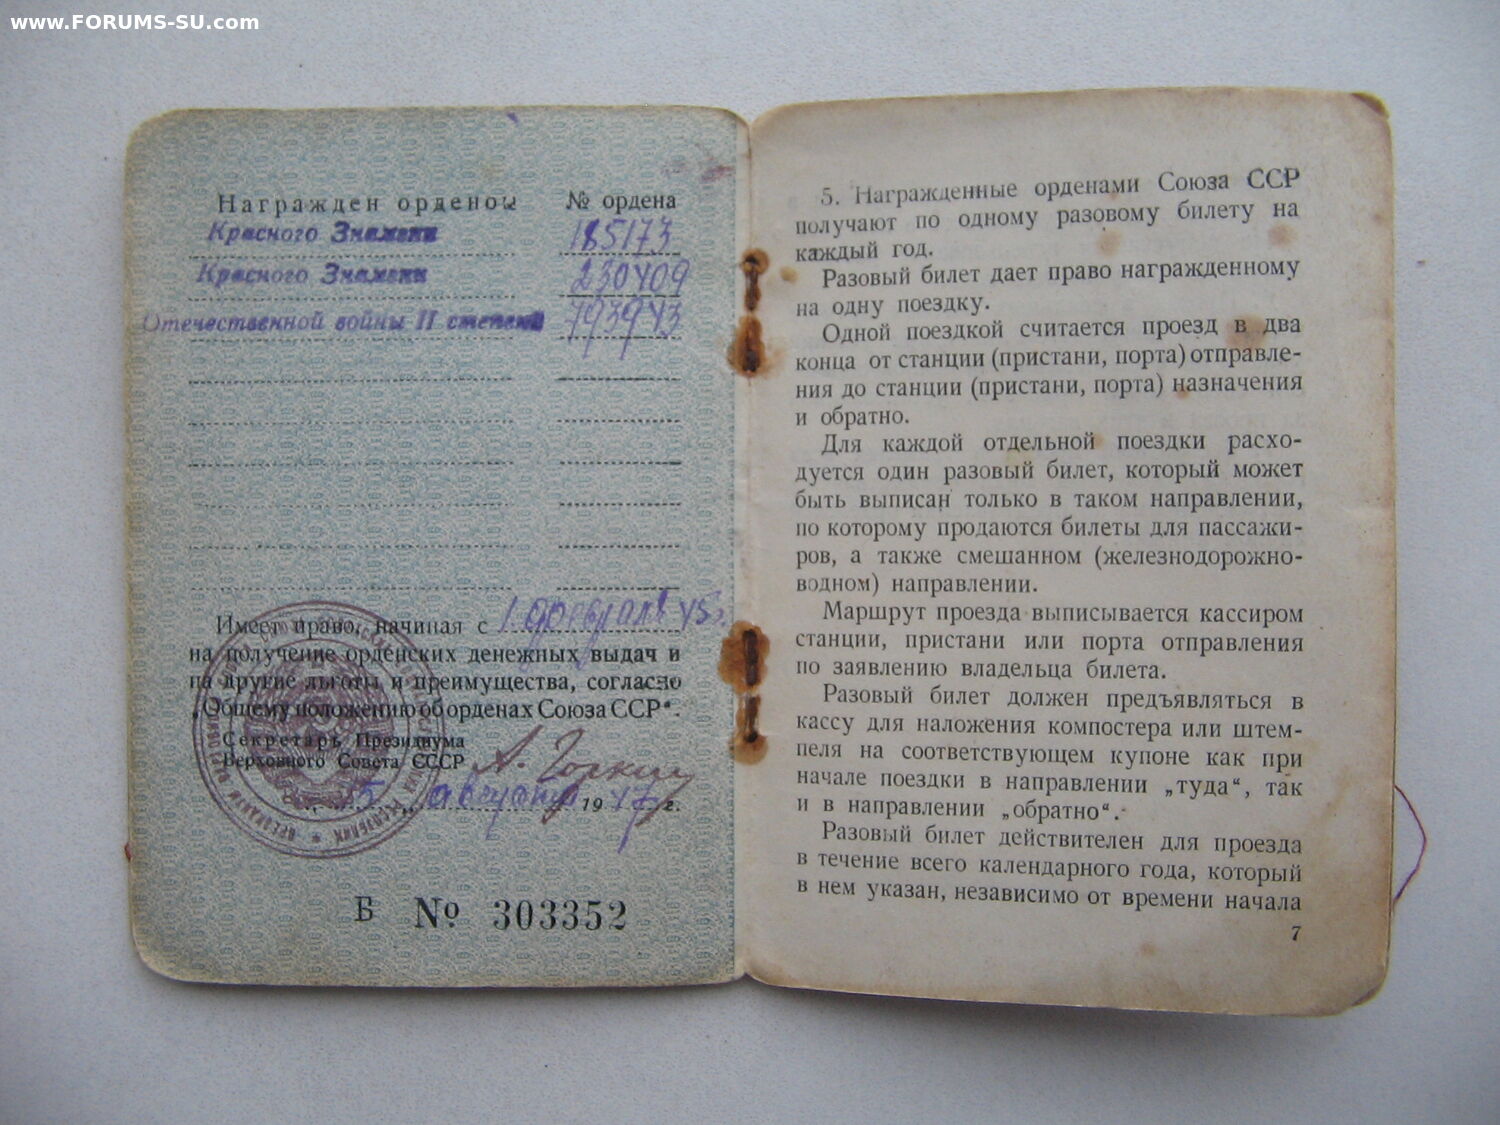 www.FORUMS-SU.com
Награжден орденом № ордена
Красного Знамени 185173
Красного Знамени 230409
Отечественной войны II степени 793943
Имеет право, начиная с 1 февраля 45.
на получение орденских денежных выдач и
на другие льготы и преимущества, согласно
„Общему положению об орденах Союза ССР“.
Секретарь Президиума
Верховного Совета СССР А. Горкин
„5“ августа 1947 г.
Б № 303352
5. Награжденные орденами Союза ССР
получают по одному разовому билету на
каждый год.
Разовый билет дает право награжденному
на одну поездку.
Одной поездкой считается проезд в два
конца от станции (пристани, порта) отправле-
ния до станции (пристани, порта) назначения
и обратно.
Для каждой отдельной поездки расхо-
дуется один разовый билет, который может
быть выписан только в таком направлении,
по которому продаются билеты для пассажи-
ров, а также смешанном (железнодорожно-
водном) направлении.
Маршрут проезда выписывается кассиром
станции, пристани или порта отправления
по заявлению владельца билета.
Разовый билет должен предъявляться в
кассу для наложения компостера или штем-
пеля на соответствующем купоне как при
начале поездки в направлении „туда“, так
и в направлении „обратно“.
Разовый билет действителен для проезда
в течение всего календарного года, который
в нем указан, независимо от времени начала
7